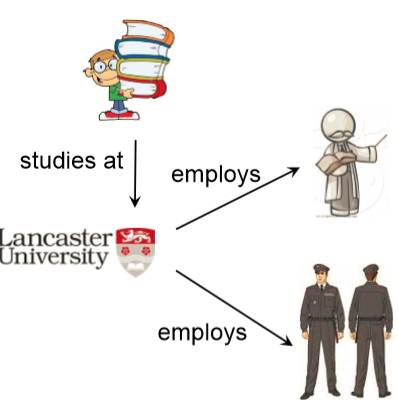 studies at
employs
Lancaster
University
employs